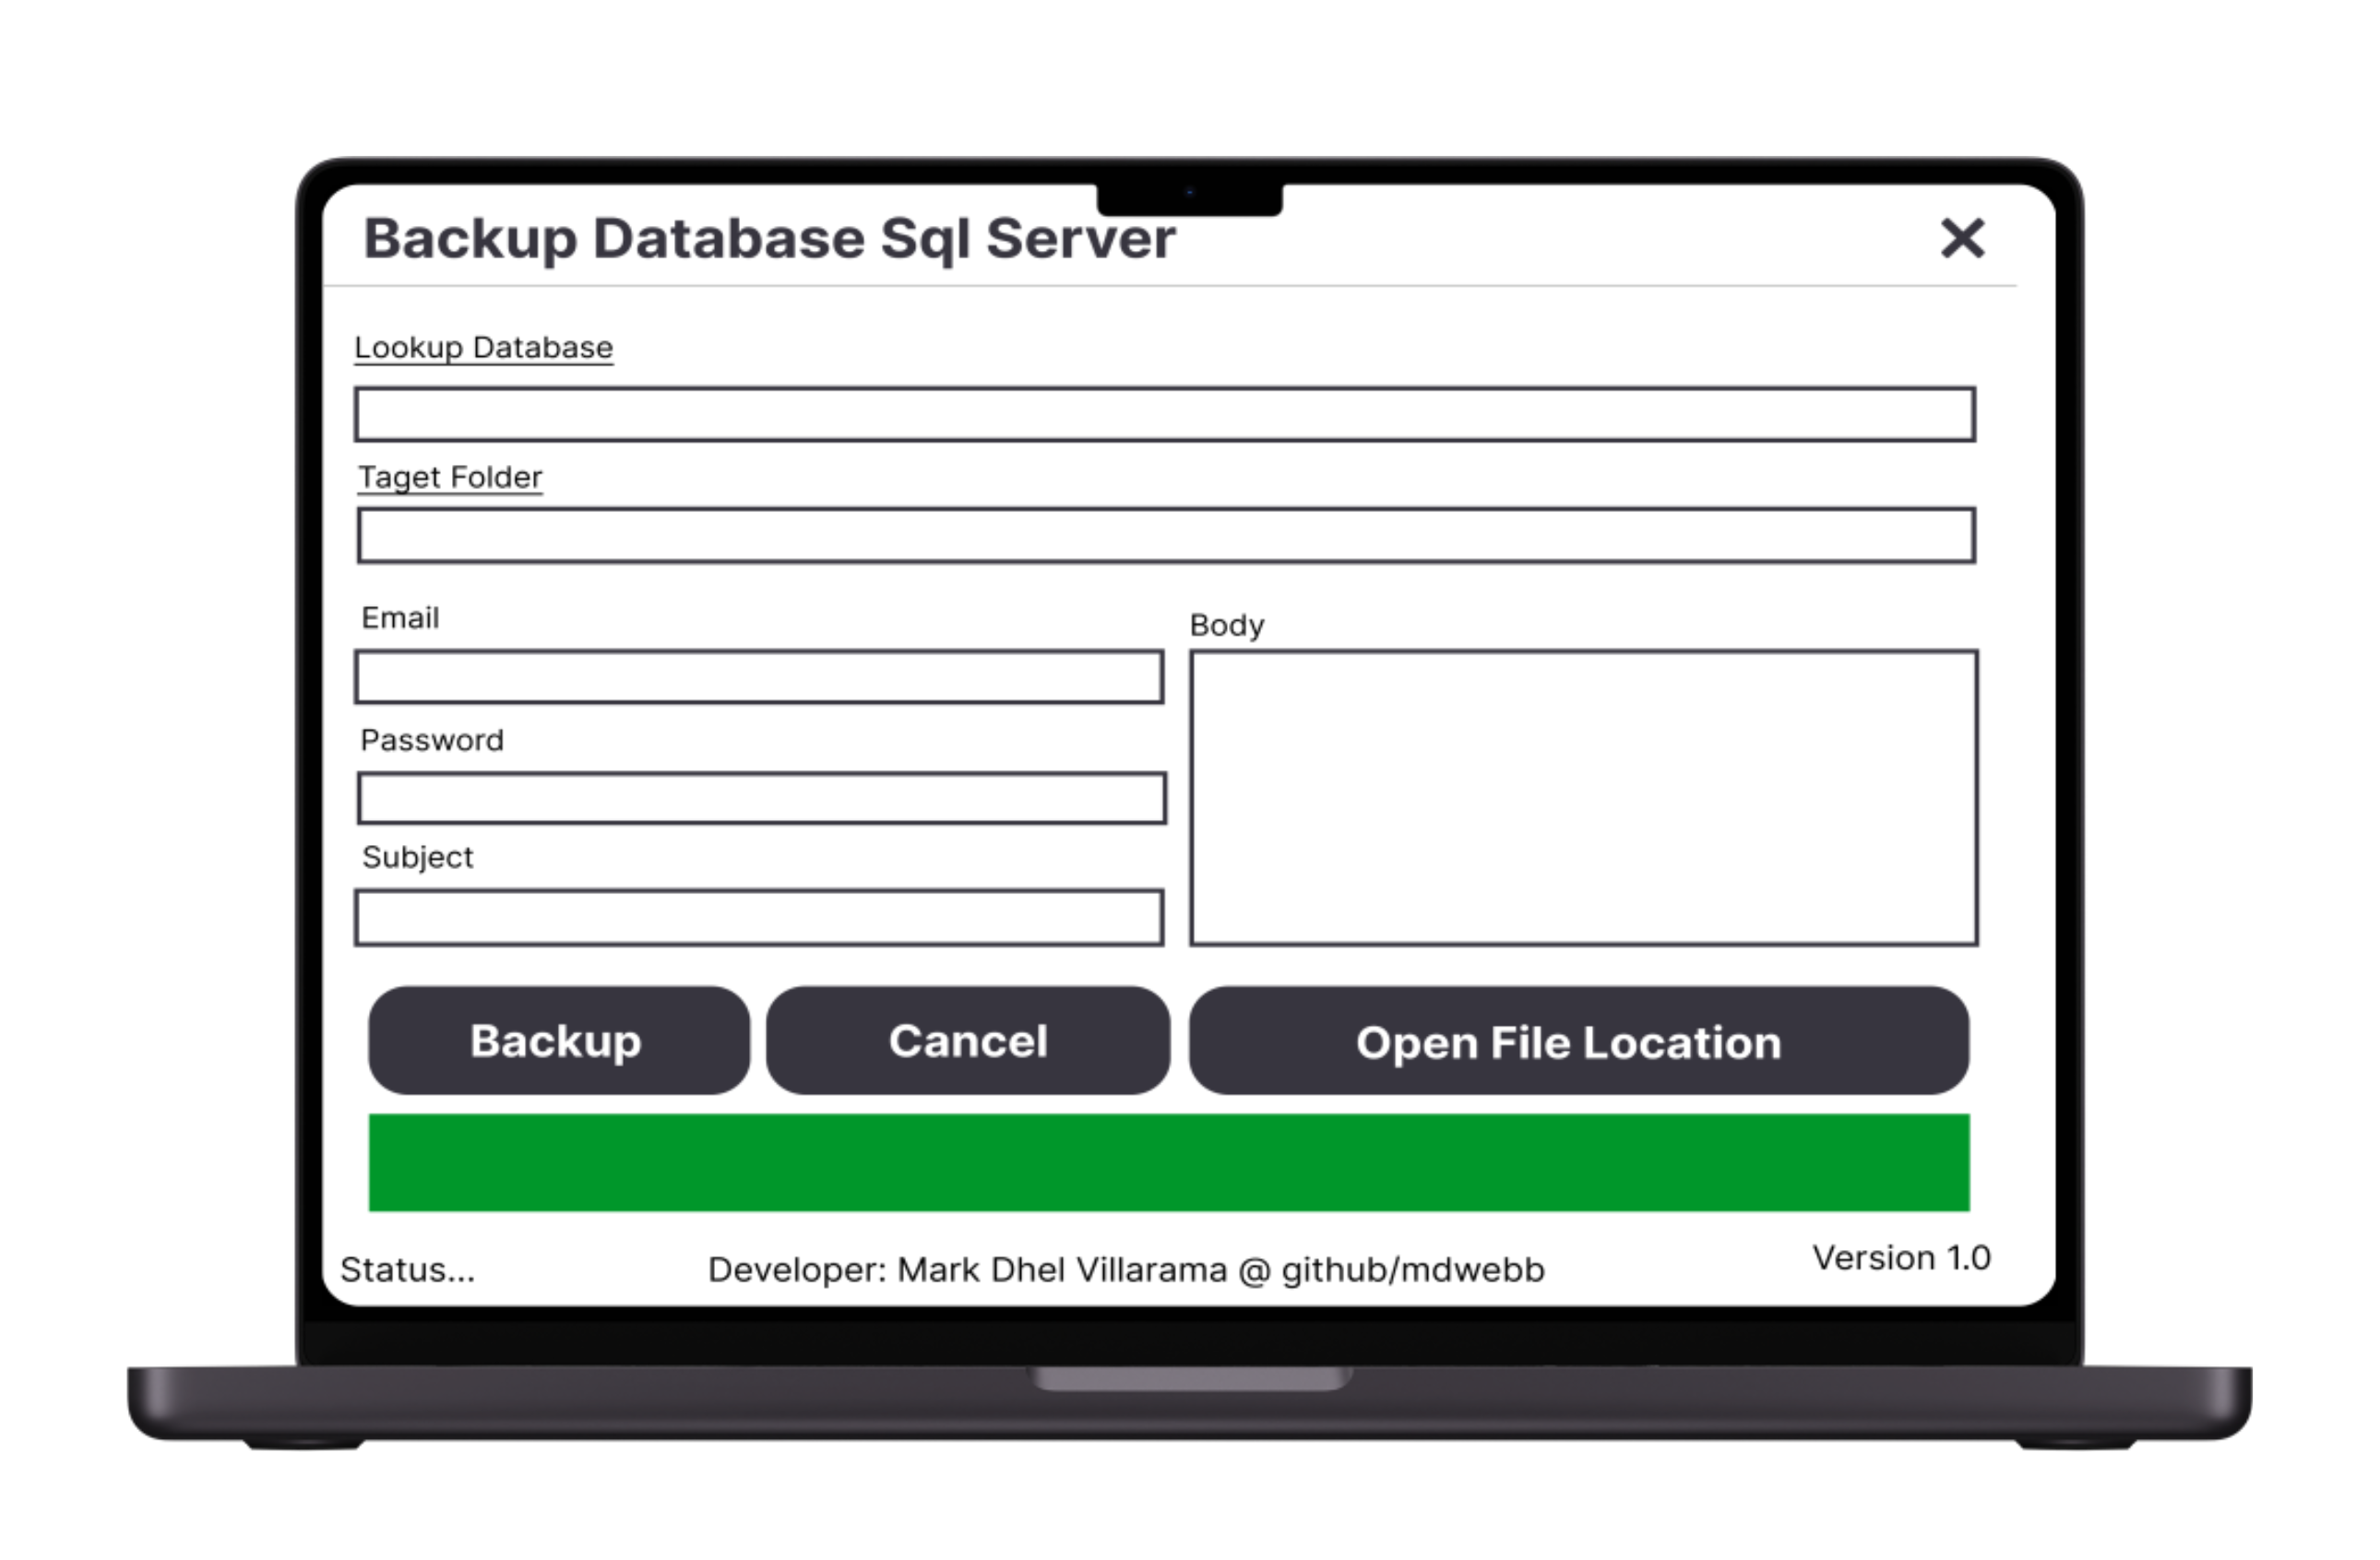 Backup Database Sql Server
Lookup Database
Taget Folder
Email
Body
Password
Subject
Backup
Cancel
Open File Location
Status...
Developer: Mark Dhel Villarama @ github/mdwebb
Version 1.0